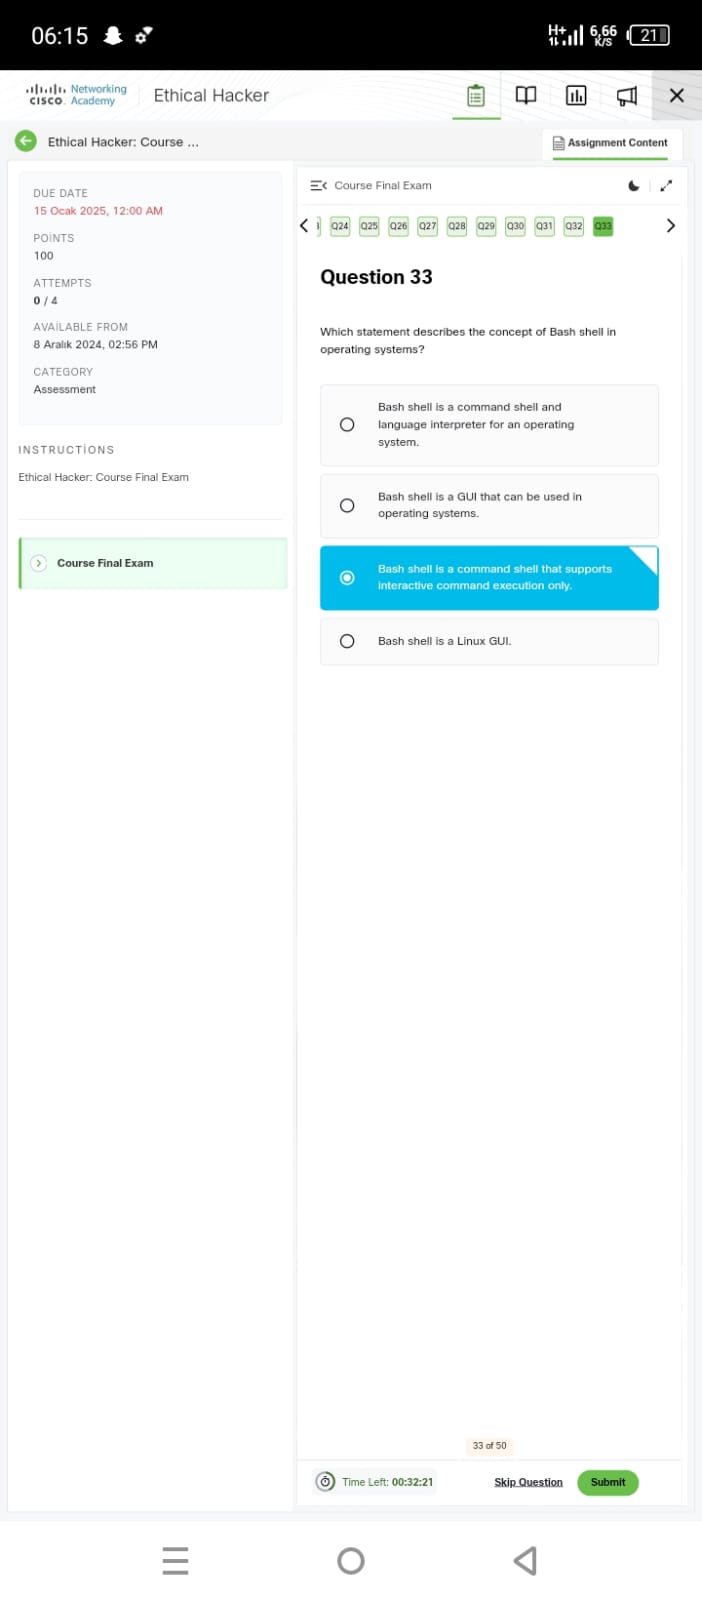 06:15
H+
6,66
K/S
21
Networking
CISCO. Academy
Ethical Hacker
Ethical Hacker: Course ...
Assignment Content
DUE DATE
15 Ocak 2025, 12:00 AM
POİNTS
100
ATTEMPTS
0 / 4
AVAİLABLE FROM
8 Aralık 2024, 02:56 PM
CATEGORY
Assessment
INSTRUCTİONS
Ethical Hacker: Course Final Exam
Course Final Exam
Course Final Exam
Q24 Q25 Q26 Q27 Q28 Q29 Q30 Q31 Q32 Q33
Question 33
Which statement describes the concept of Bash shell in
operating systems?
Bash shell is a command shell and
language interpreter for an operating
system.
Bash shell is a GUI that can be used in
operating systems.
Bash shell is a command shell that supports
interactive command execution only.
Bash shell is a Linux GUI.
33 of 50
Time Left: 00:32:21
Skip Question
Submit